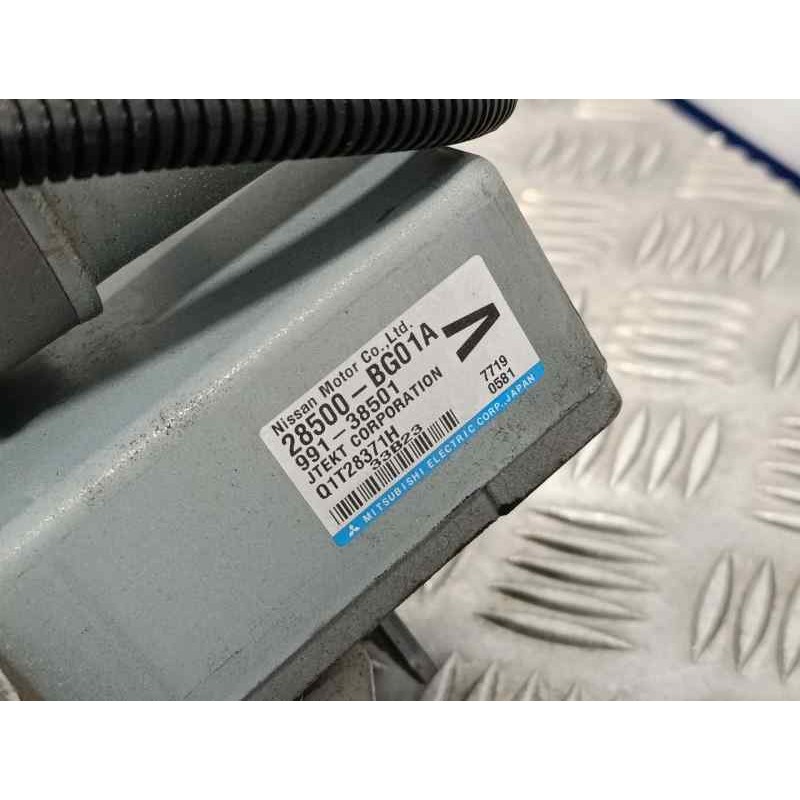 Nissan Motor Co.,Ltd.
28500-BG01A
991-38501
JTEKT CORPORATION
Q1T28371H
33823
V
7719
0581
MITSUBISHI ELECTRIC CORP. JAPAN